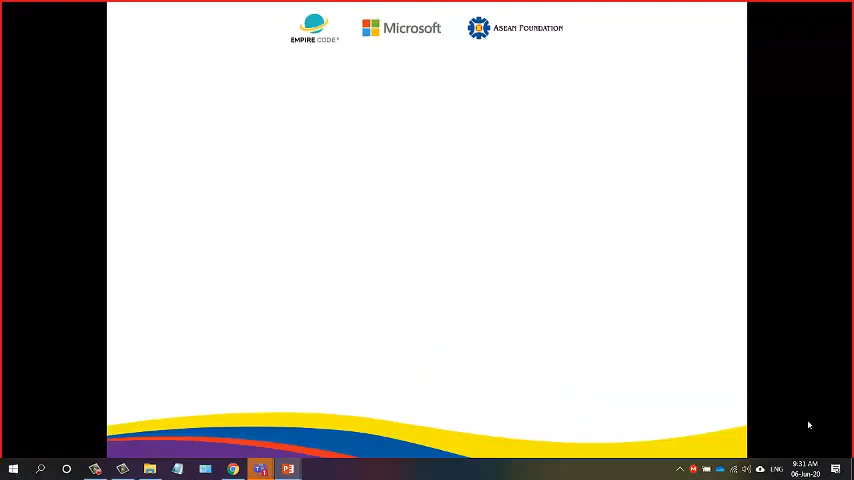 EMPIRE CODE
Microsoft
ASEAN FOUNDATION
ENG
9:31 AM
06-Jun-20